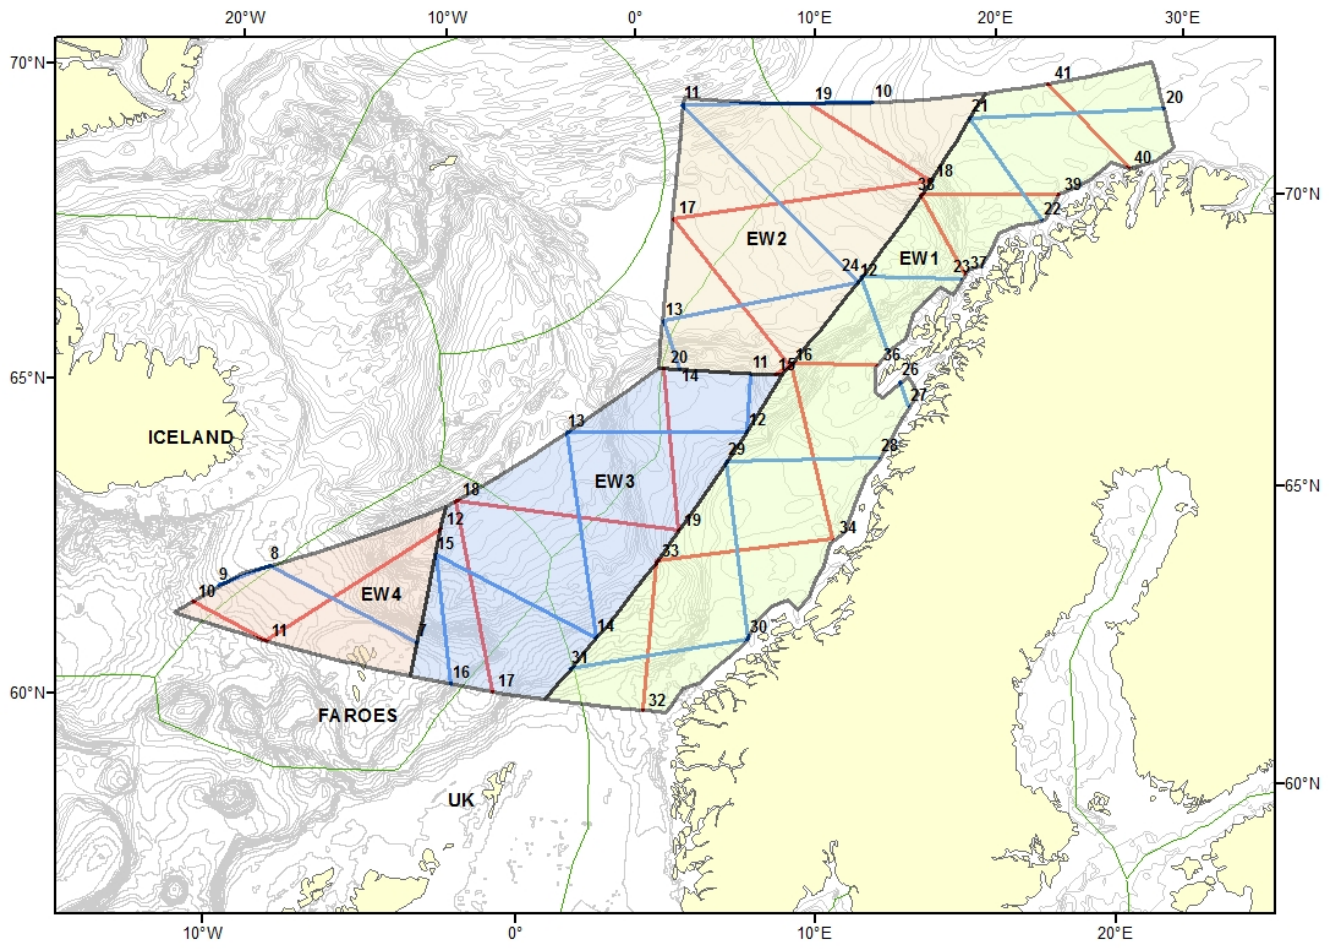 20°W 10°W 0° 10°E 20°E 30°E
70°N
41
11 19 10
21 20
18 40
38 39 70°N
17 22
EW2
EW1
24 12 23 37
13
20 14 11 15 16 36
65°N
26
27
13 12
ICELAND
29 28
EW3 65°N
18
12 19 34
15 33
8
9
10 EW4
11 7 14 30
31
16 17
60°N 32
FAROES
60°N
UK
10°W 0° 10°E 20°E